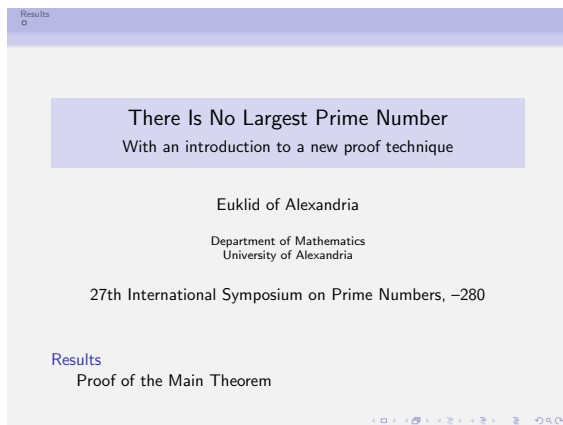 Results
There Is No Largest Prime Number
With an introduction to a new proof technique
Euklid of Alexandria
Department of Mathematics
University of Alexandria
27th International Symposium on Prime Numbers, –280
Results
Proof of the Main Theorem